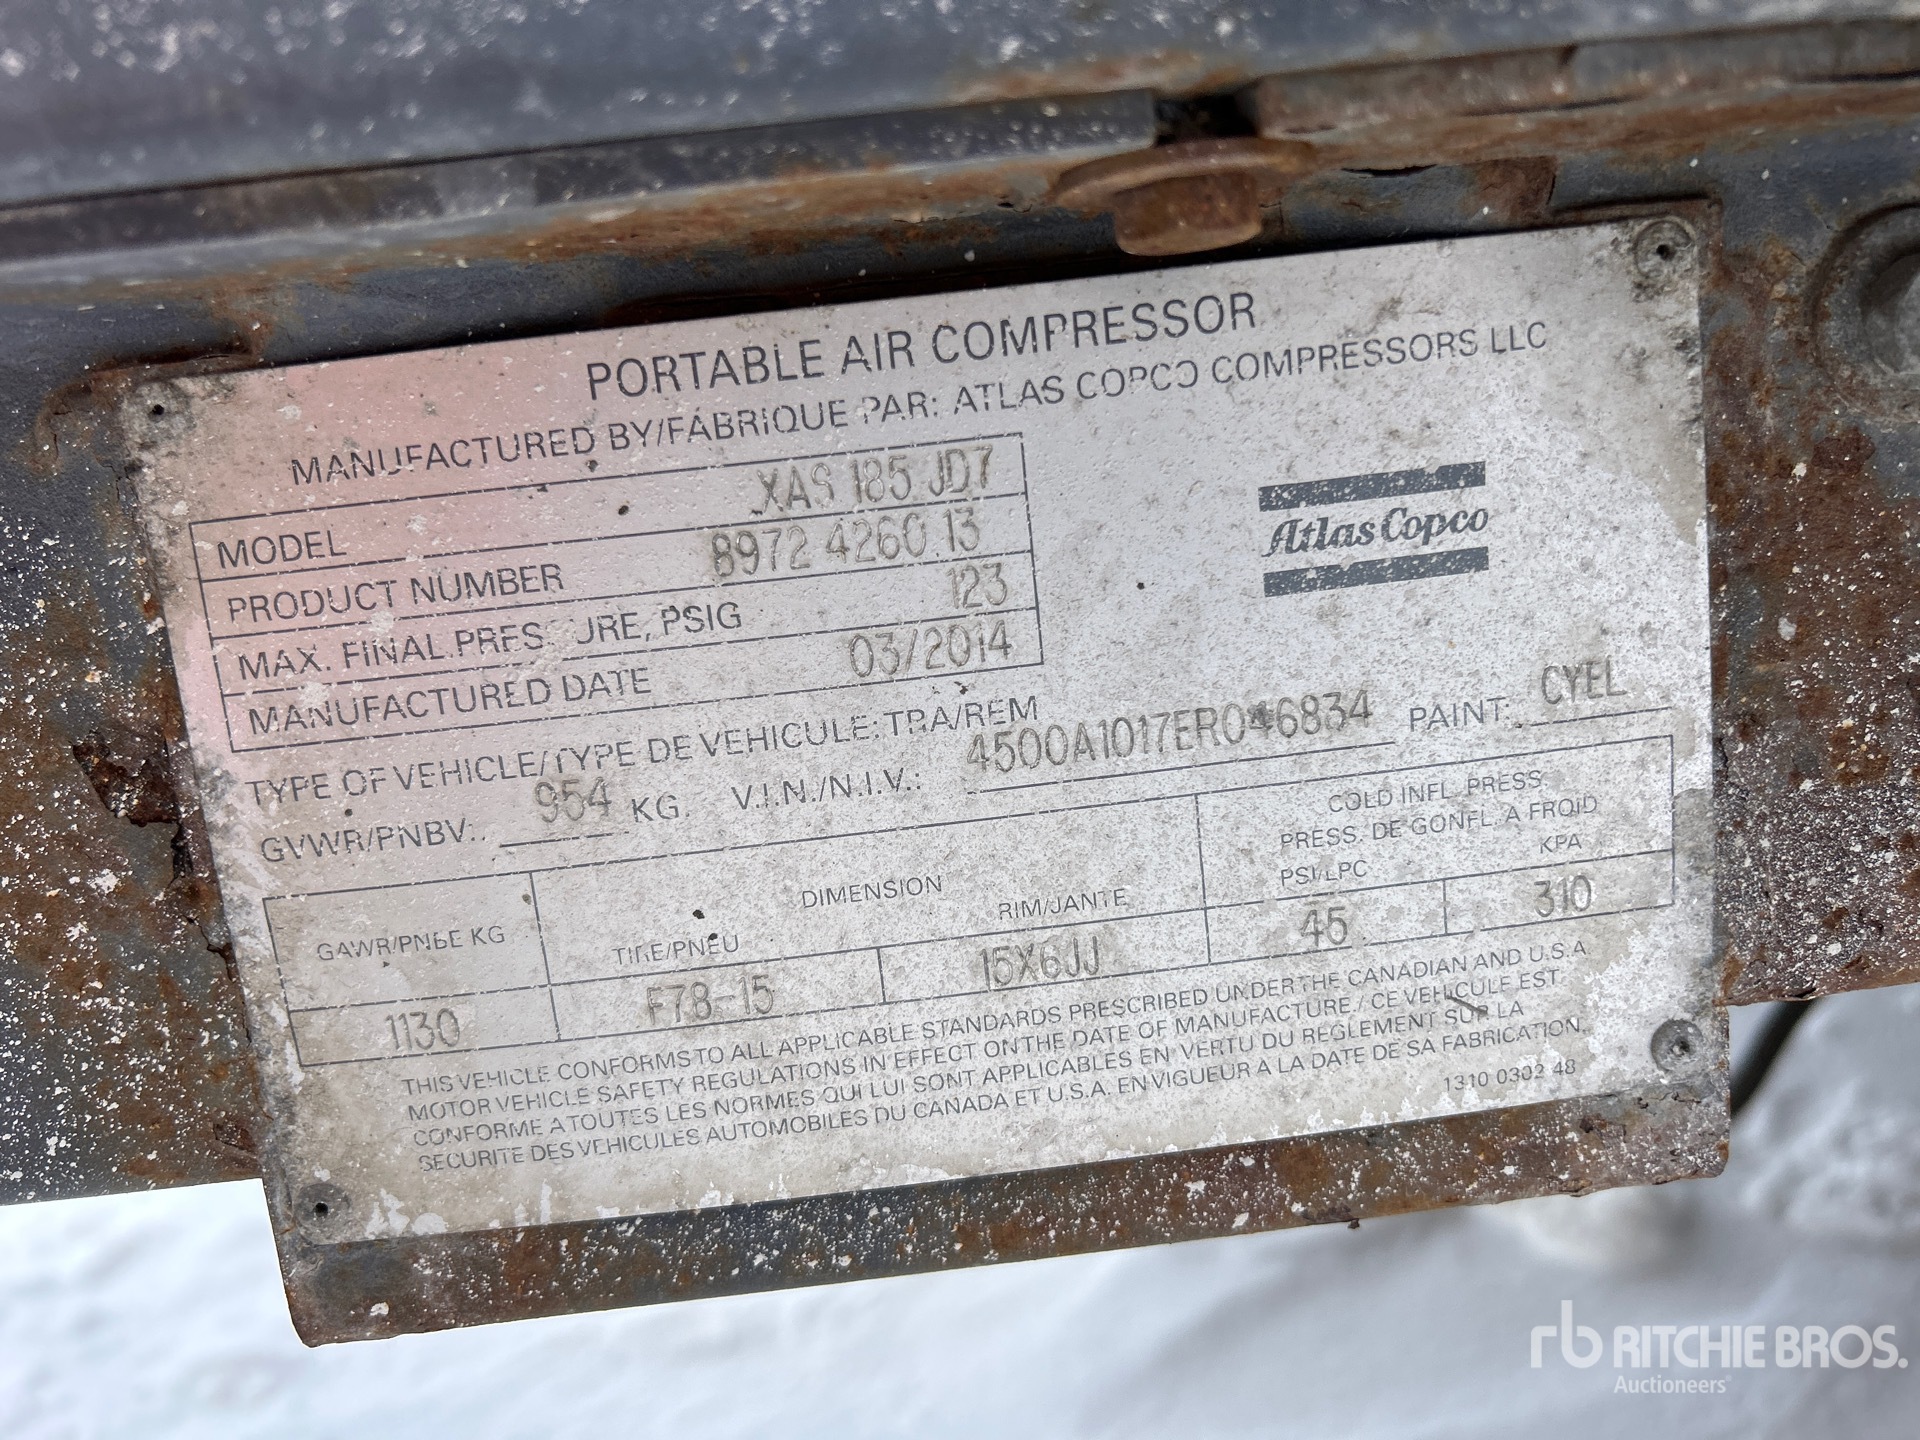 PORTABLE AIR COMPRESSOR
MANUFACTURED BY/FABRIQUE PAR: ATLAS COPCO COMPRESSORS LLC
MODEL XAS 185 JD7
PRODUCT NUMBER 8972 4260 13
MAX. FINAL PRESSURE, PSIG 123
MANUFACTURED DATE 03/2014
Atlas Copco
TYPE OF VEHICLE/TYPE DE VEHICULE: TRA/REM
GVWR/PNBV: 954 KG. V.I.N./N.I.V.: 4500A1017ER046834 PAINT: CYEL
GAWR/PNBE KG
DIMENSION
TIRE/PNEU
RIM/JANTE
COLD INFL. PRESS
PRESS. DE GONFL. A FROID
PSI/LPC KPA
1130 F78-15 15X6JJ 45 310
THIS VEHICLE CONFORMS TO ALL APPLICABLE STANDARDS PRESCRIBED UNDER THE CANADIAN AND U.S.A
MOTOR VEHICLE SAFETY REGULATIONS IN EFFECT ON THE DATE OF MANUFACTURE / CE VEHICULE EST
CONFORME A TOUTES LES NORMES QUI LUI SONT APPLICABLES EN VERTU DU REGLEMENT SUR LA
SECURITE DES VEHICULES AUTOMOBILES DU CANADA ET U.S.A. EN VIGUEUR A LA DATE DE SA FABRICATION.
1310 0302 48
rb RITCHIE BROS.
Auctioneers